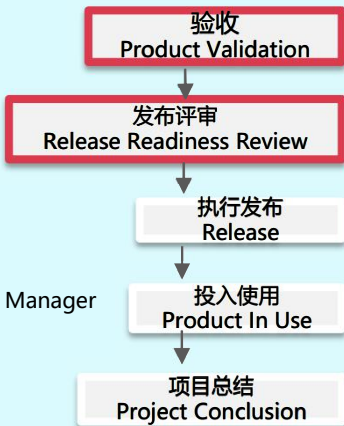 验收
Product Validation
发布评审
Release Readiness Review
执行发布
Release
Manager
投入使用
Product In Use
项目总结
Project Conclusion